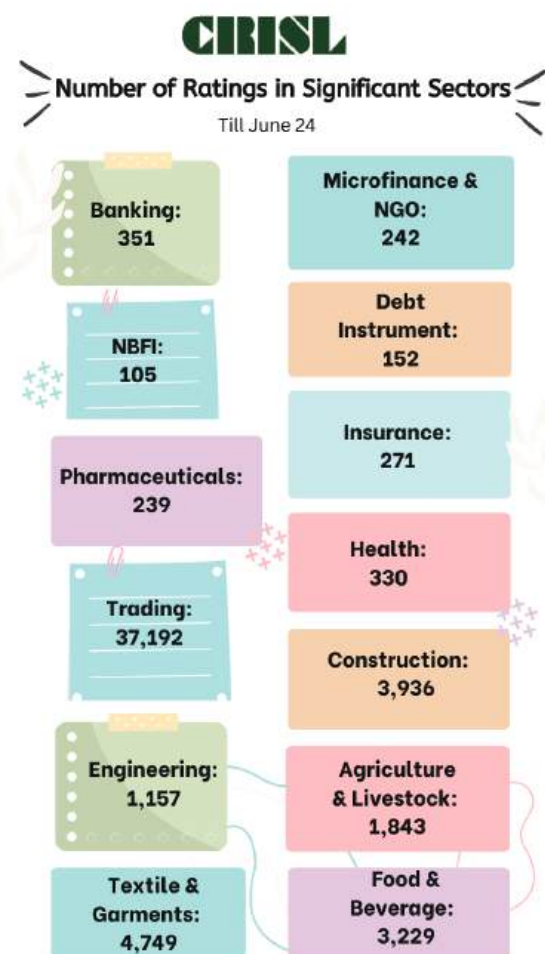 CRISL
Number of Ratings in Significant Sectors
Till June 24
Banking:
351
Microfinance &
NGO:
242
NBFI:
105
Debt
Instrument:
152
Pharmaceuticals:
239
Insurance:
271
Trading:
37,192
Health:
330
Construction:
3,936
Engineering:
1,157
Agriculture
& Livestock:
1,843
Textile &
Garments:
4,749
Food &
Beverage:
3,229